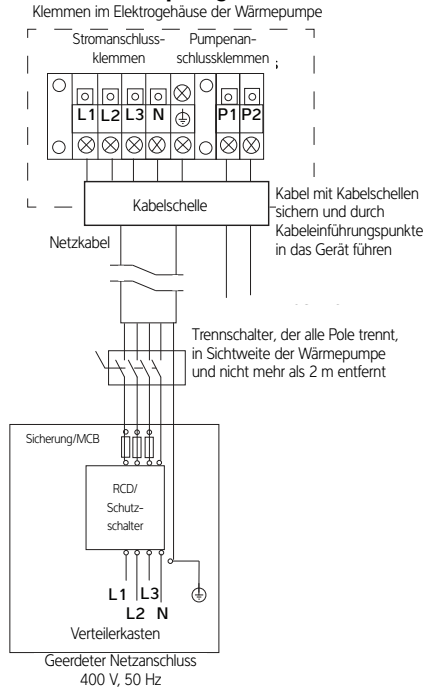 Klemmen im Elektrogehäuse der Wärmepumpe
Stromanschluss-
klemmen
Pumpenan-
schlussklemmen
L1 L2 L3 N P1 P2
Kabelschelle
Kabel mit Kabelschellen
sichern und durch
Kabeleinführungspunkte
in das Gerät führen
Netzkabel
Trennschalter, der alle Pole trennt,
in Sichtweite der Wärmepumpe
und nicht mehr als 2 m entfernt
Sicherung/MCB
RCD/
Schutz-
schalter
L1 L3
L2 N
Verteilerkasten
Geerdeter Netzanschluss
400 V, 50 Hz